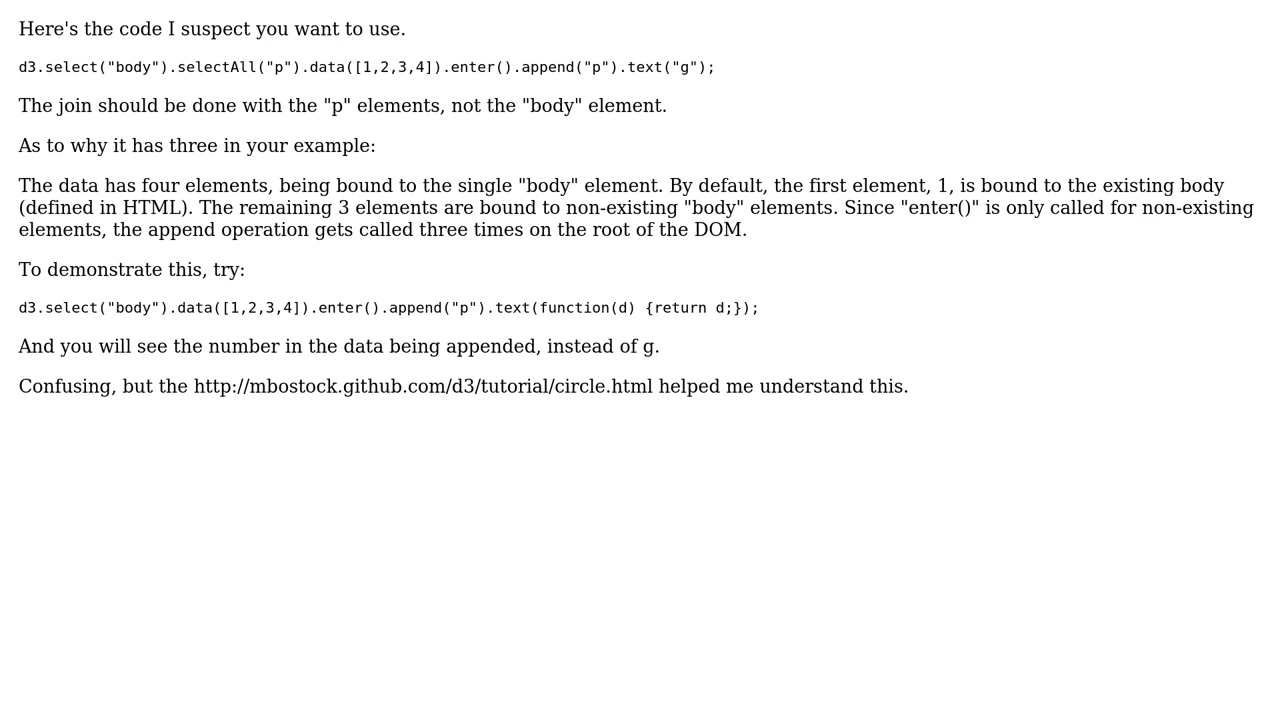 Here's the code I suspect you want to use.
d3.select("body").selectAll("p").data([1,2,3,4]).enter().append("p").text("g");
The join should be done with the "p" elements, not the "body" element.
As to why it has three in your example:
The data has four elements, being bound to the single "body" element. By default, the first element, 1, is bound to the existing body
(defined in HTML). The remaining 3 elements are bound to non-existing "body" elements. Since "enter()" is only called for non-existing
elements, the append operation gets called three times on the root of the DOM.
To demonstrate this, try:
d3.select("body").data([1,2,3,4]).enter().append("p").text(function(d) {return d;});
And you will see the number in the data being appended, instead of g.
Confusing, but the http://mbostock.github.com/d3/tutorial/circle.html helped me understand this.